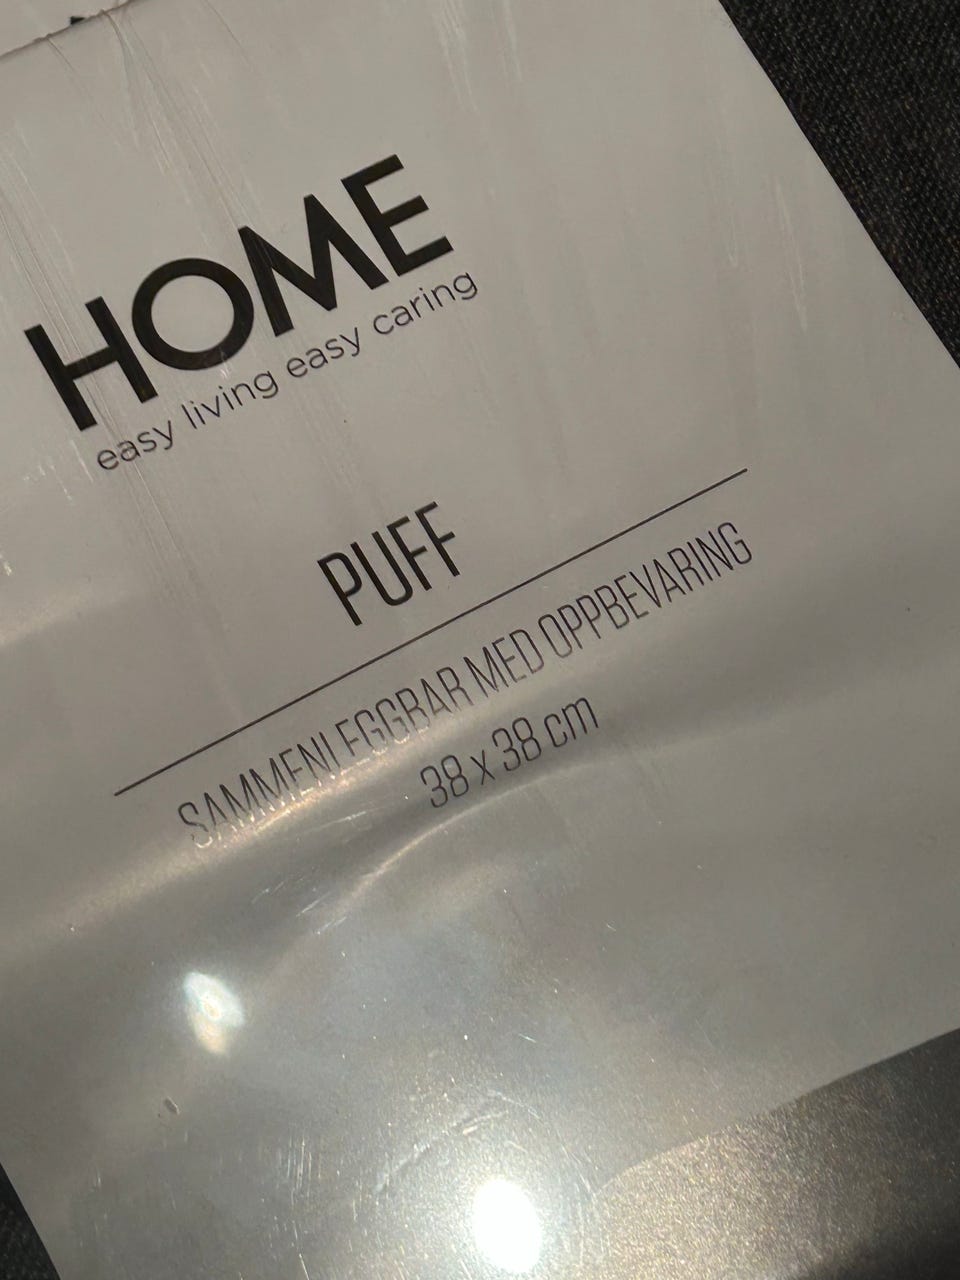 HOME
easy living easy caring
PUFF
SAMMENLEGGBAR MED OPPBEVARING
38 x 38 cm